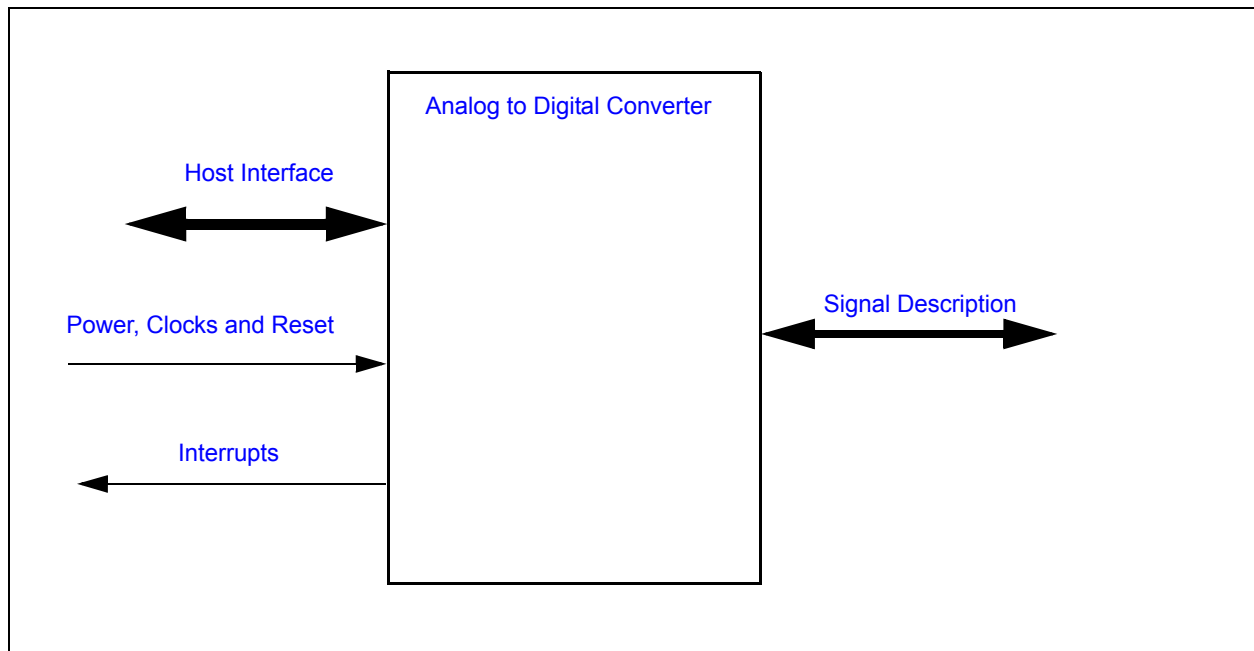 Analog to Digital Converter
Host Interface
Signal Description
Power, Clocks and Reset
Interrupts